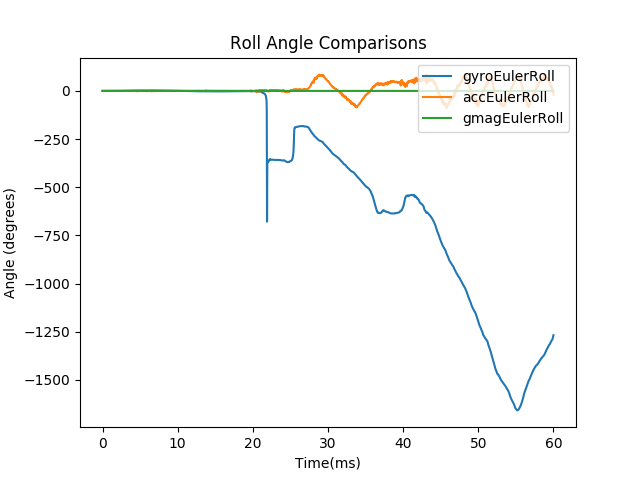 Roll Angle Comparisons
gyroEulerRoll
accEulerRoll
gmagEulerRoll
Angle (degrees)
0
−250
−500
−750
−1000
−1250
−1500
0 10 20 30 40 50 60
Time(ms)